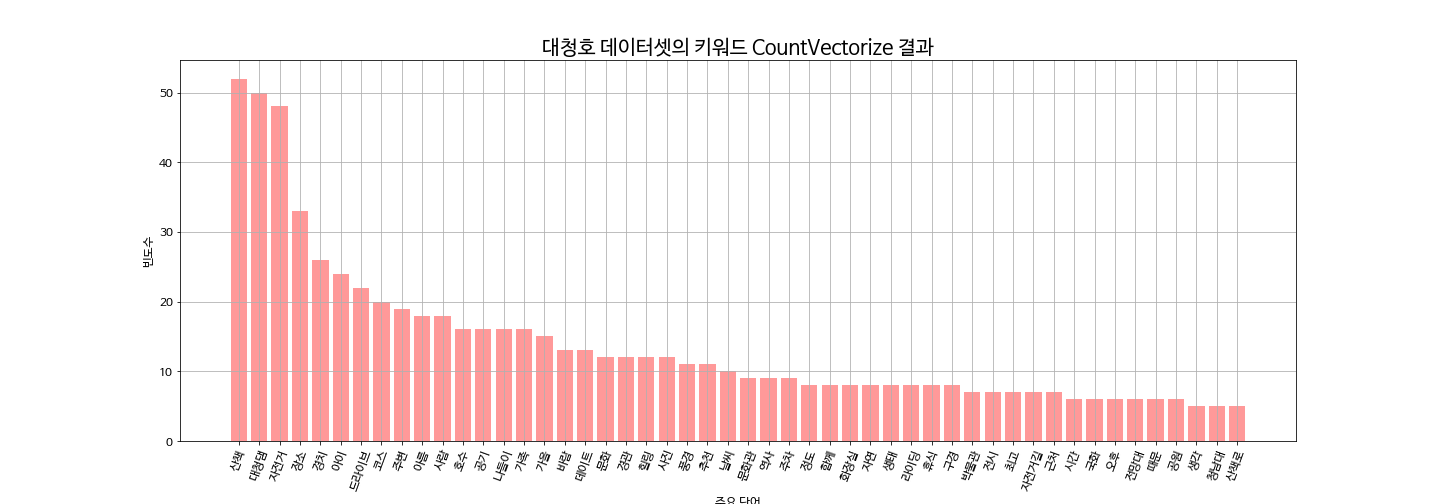 대청호 데이터셋의 키워드 CountVectorize 결과
빈도수
50
40
30
20
10
0
산책 대청댐 자전거 장소 경치 아이 드라이브 코스 주변 아름 사람 호수 공기 나들이 가족 가을 바람 데이트 문화 경관 힐링 사진 풍경 추천 날씨 문화관 역사 주차 정도 함께 화장실 자연 생태 라이딩 휴식 구경 박물관 전시 최고 자전거길 근처 시간 국화 오후 전망대 때문 공원 생각 청남대 산책로
주요 단어